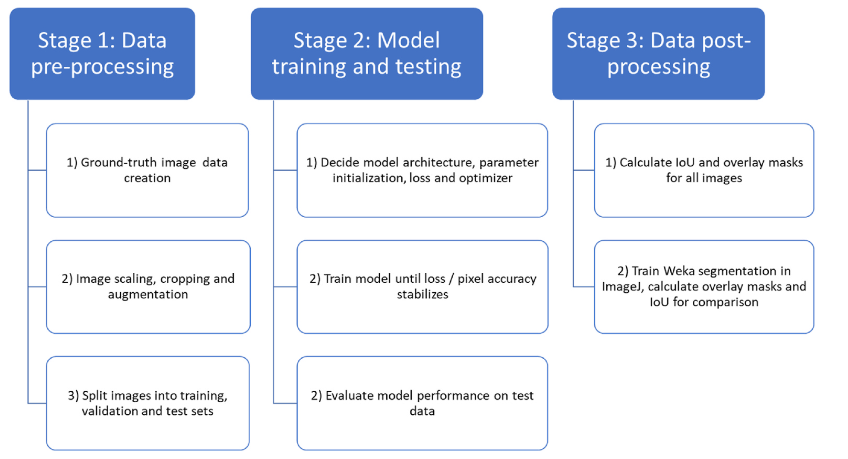 Stage 1: Data
pre-processing
1) Ground-truth image data
creation
2) Image scaling, cropping and
augmentation
3) Split images into training,
validation and test sets
Stage 2: Model
training and testing
1) Decide model architecture, parameter
initialization, loss and optimizer
2) Train model until loss / pixel accuracy
stabilizes
2) Evaluate model performance on test
data
Stage 3: Data post-
processing
1) Calculate IoU and overlay masks
for all images
2) Train Weka segmentation in
ImageJ, calculate overlay masks and
IoU for comparison